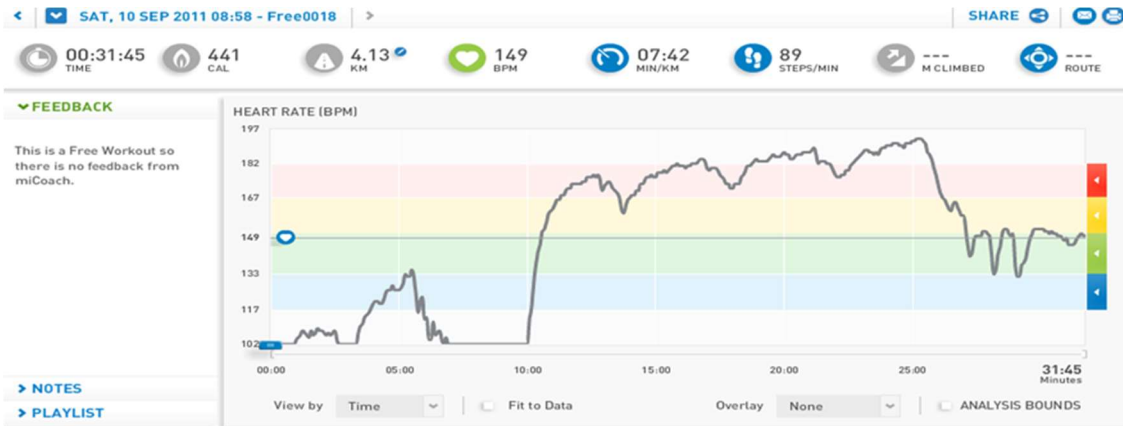 SAT, 10 SEP 2011 08:58 - Free0018
SHARE
00:31:45
TIME
441
CAL
4.13
KM
149
BPM
07:42
MIN/KM
89
STEPS/MIN
---
M CLIMBED
---
ROUTE
FEEDBACK
This is a Free Workout so
there is no feedback from
miCoach.
NOTES
PLAYLIST
HEART RATE (BPM)
197
182
167
149
133
117
102
00:00 05:00 10:00 15:00 20:00 25:00 31:45
Minutes
View by Time Fit to Data Overlay None ANALYSIS BOUNDS